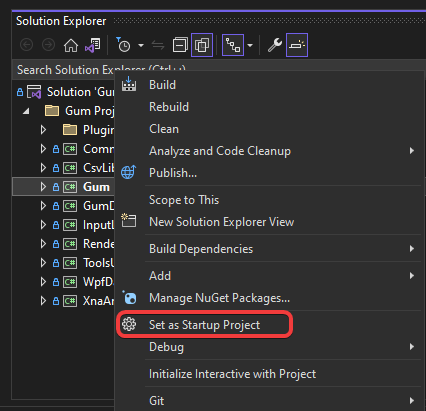 Solution Explorer
Search Solution Explorer (Ctrl+;)
Solution 'Gum
Gum Proj
Plugin
Comm
CsvLib
Gum
GumD
InputL
Rende
ToolsU
WpfDa
XnaAn
Build
Rebuild
Clean
Analyze and Code Cleanup
Publish...
Scope to This
New Solution Explorer View
Build Dependencies
Add
Manage NuGet Packages...
Set as Startup Project
Debug
Initialize Interactive with Project
Git